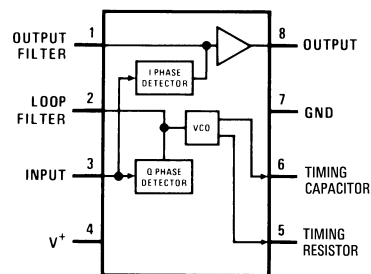 OUTPUT FILTER
1
8
OUTPUT
I PHASE DETECTOR
LOOP FILTER
2
7
GND
VCO
INPUT
3
Q PHASE DETECTOR
6
TIMING CAPACITOR
V+
4
5
TIMING RESISTOR